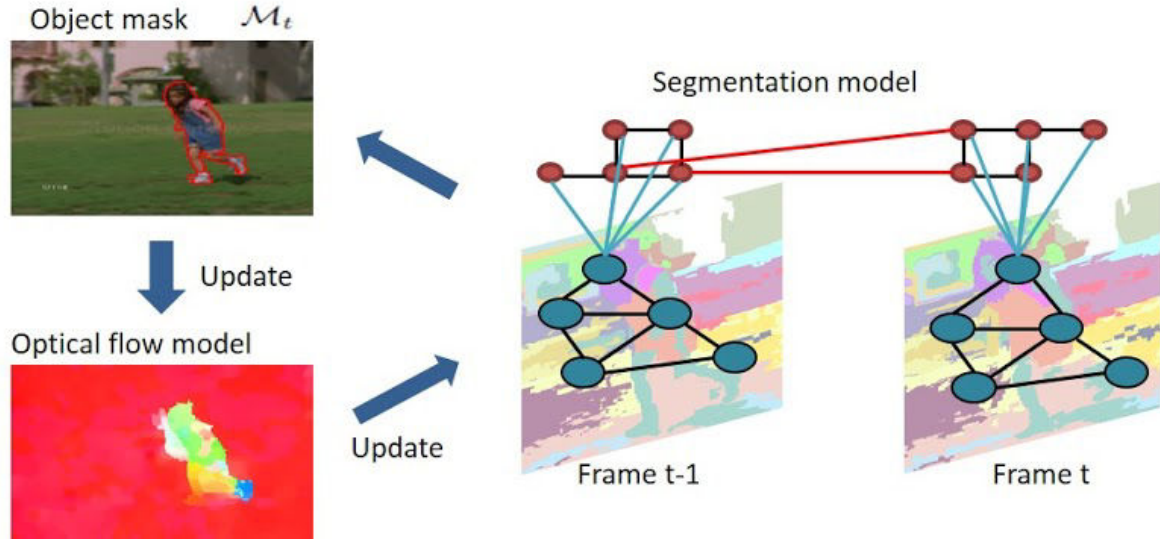 Object mask M_t
Segmentation model
Update
Optical flow model
Update
Frame t-1
Frame t